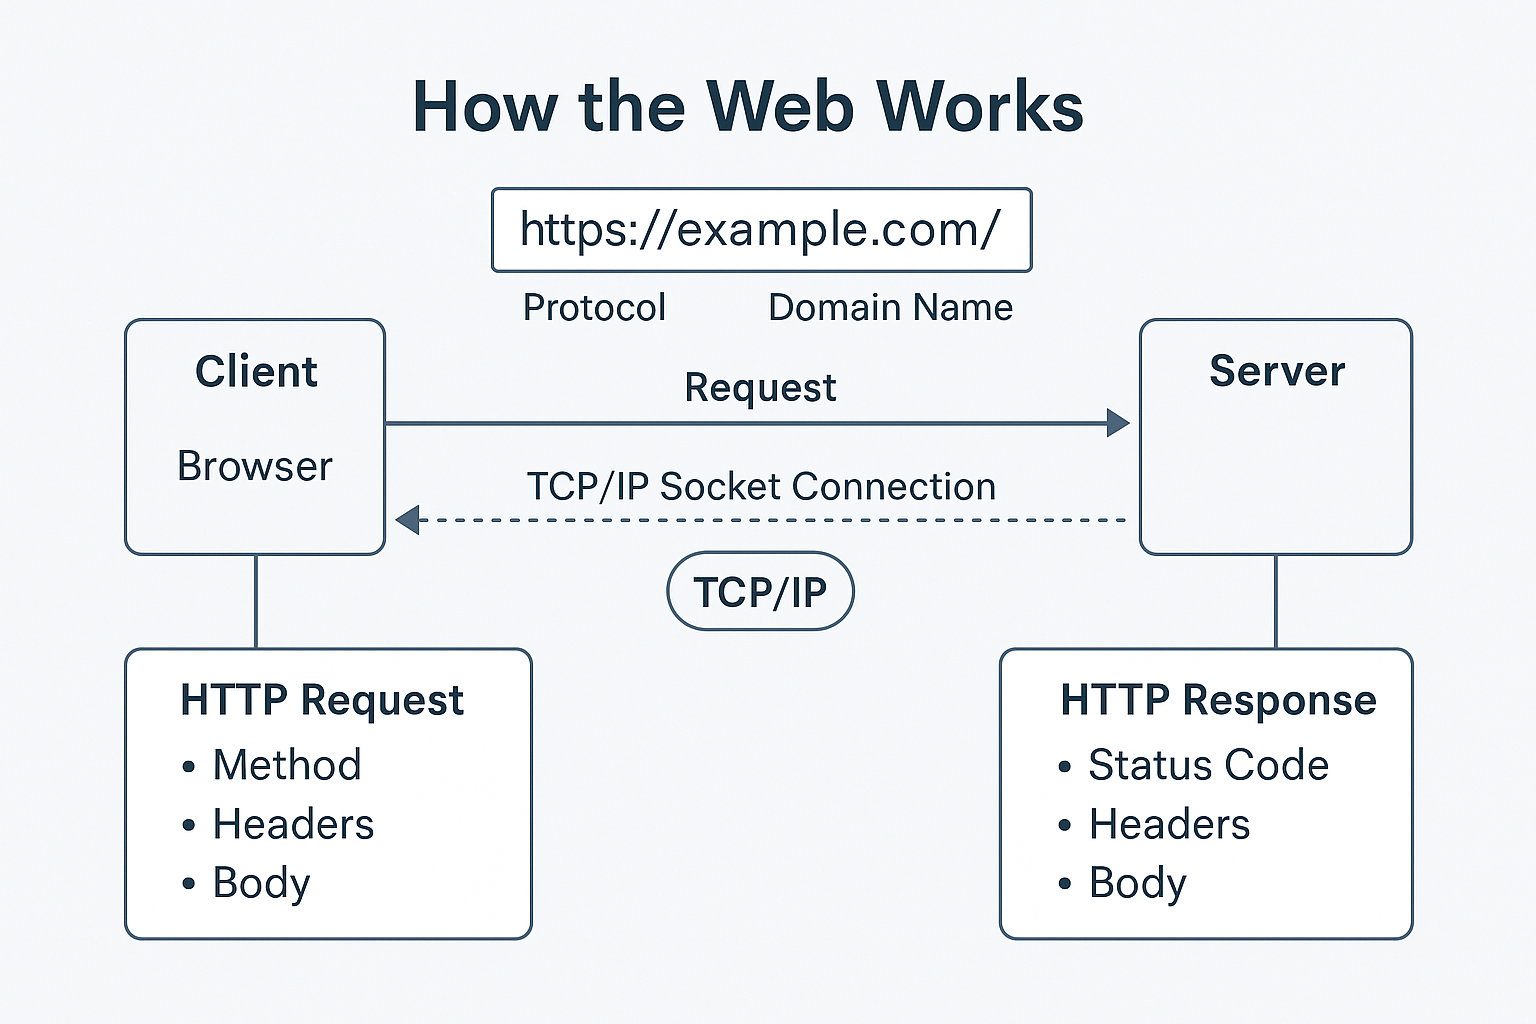 How the Web Works
https://example.com/
Protocol Domain Name
Client
Browser
Request
TCP/IP Socket Connection
TCP/IP
Server
HTTP Request
• Method
• Headers
• Body
HTTP Response
• Status Code
• Headers
• Body